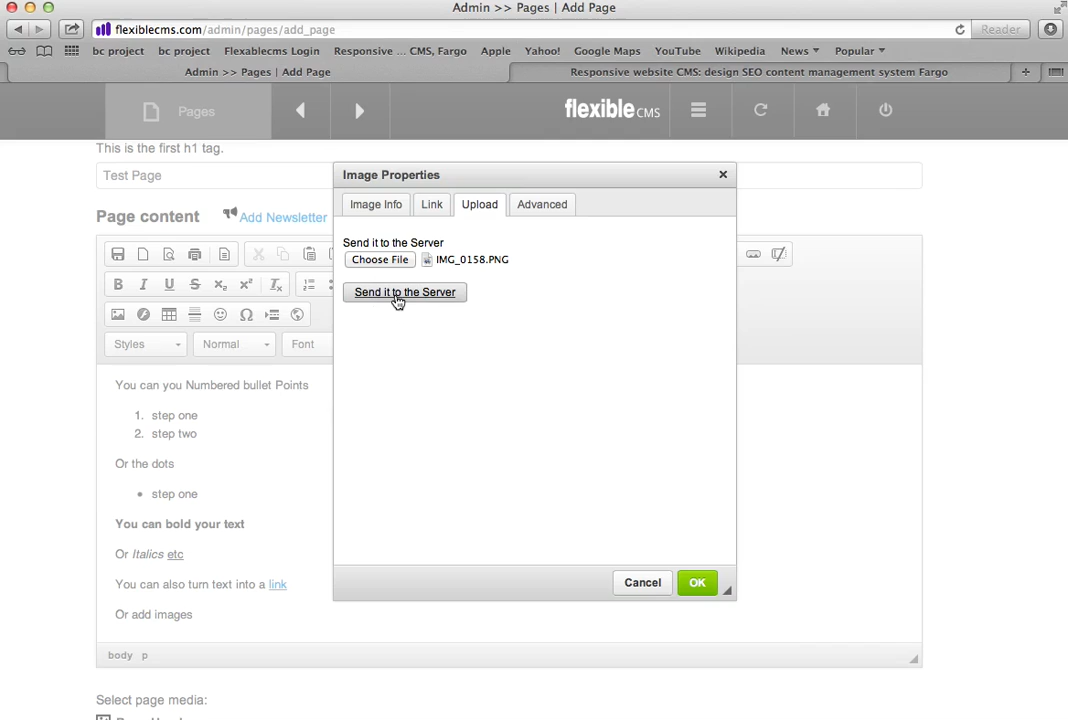 Admin >> Pages | Add Page
flexiblecms.com/admin/pages/add_page
Reader
bc project bc project Flexablecms Login Responsive ... CMS, Fargo Apple Yahoo! Google Maps YouTube Wikipedia News Popular
Admin >> Pages | Add Page
Responsive website CMS: design SEO content management system Fargo
Pages
flexible CMS
This is the first h1 tag.
Test Page
Page content
Add Newsletter
Image Properties
Image Info Link Upload Advanced
Send it to the Server
Choose File IMG_0158.PNG
Send it to the Server
Cancel OK
Styles Normal Font
You can you Numbered bullet Points
1. step one
2. step two
Or the dots
• step one
You can bold your text
Or Italics etc
You can also turn text into a link
Or add images
body p
Select page media: